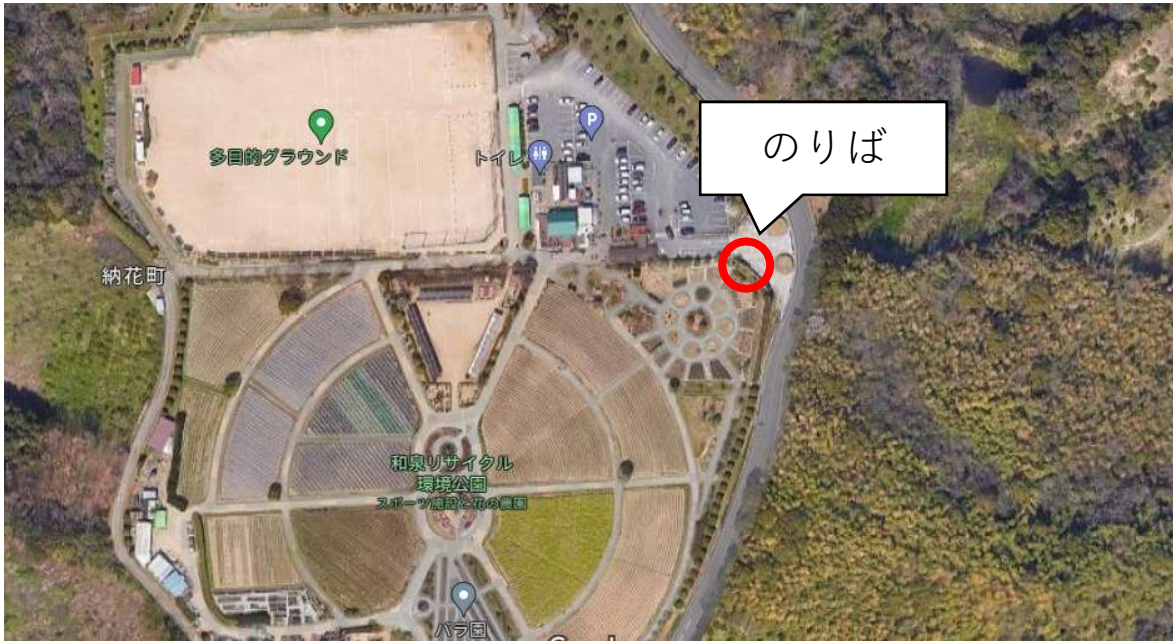 多目的グラウンド
トイレ
P
のりば
納花町
和泉リサイクル
環境公園
スポーツ施設と花の農園
バラ園